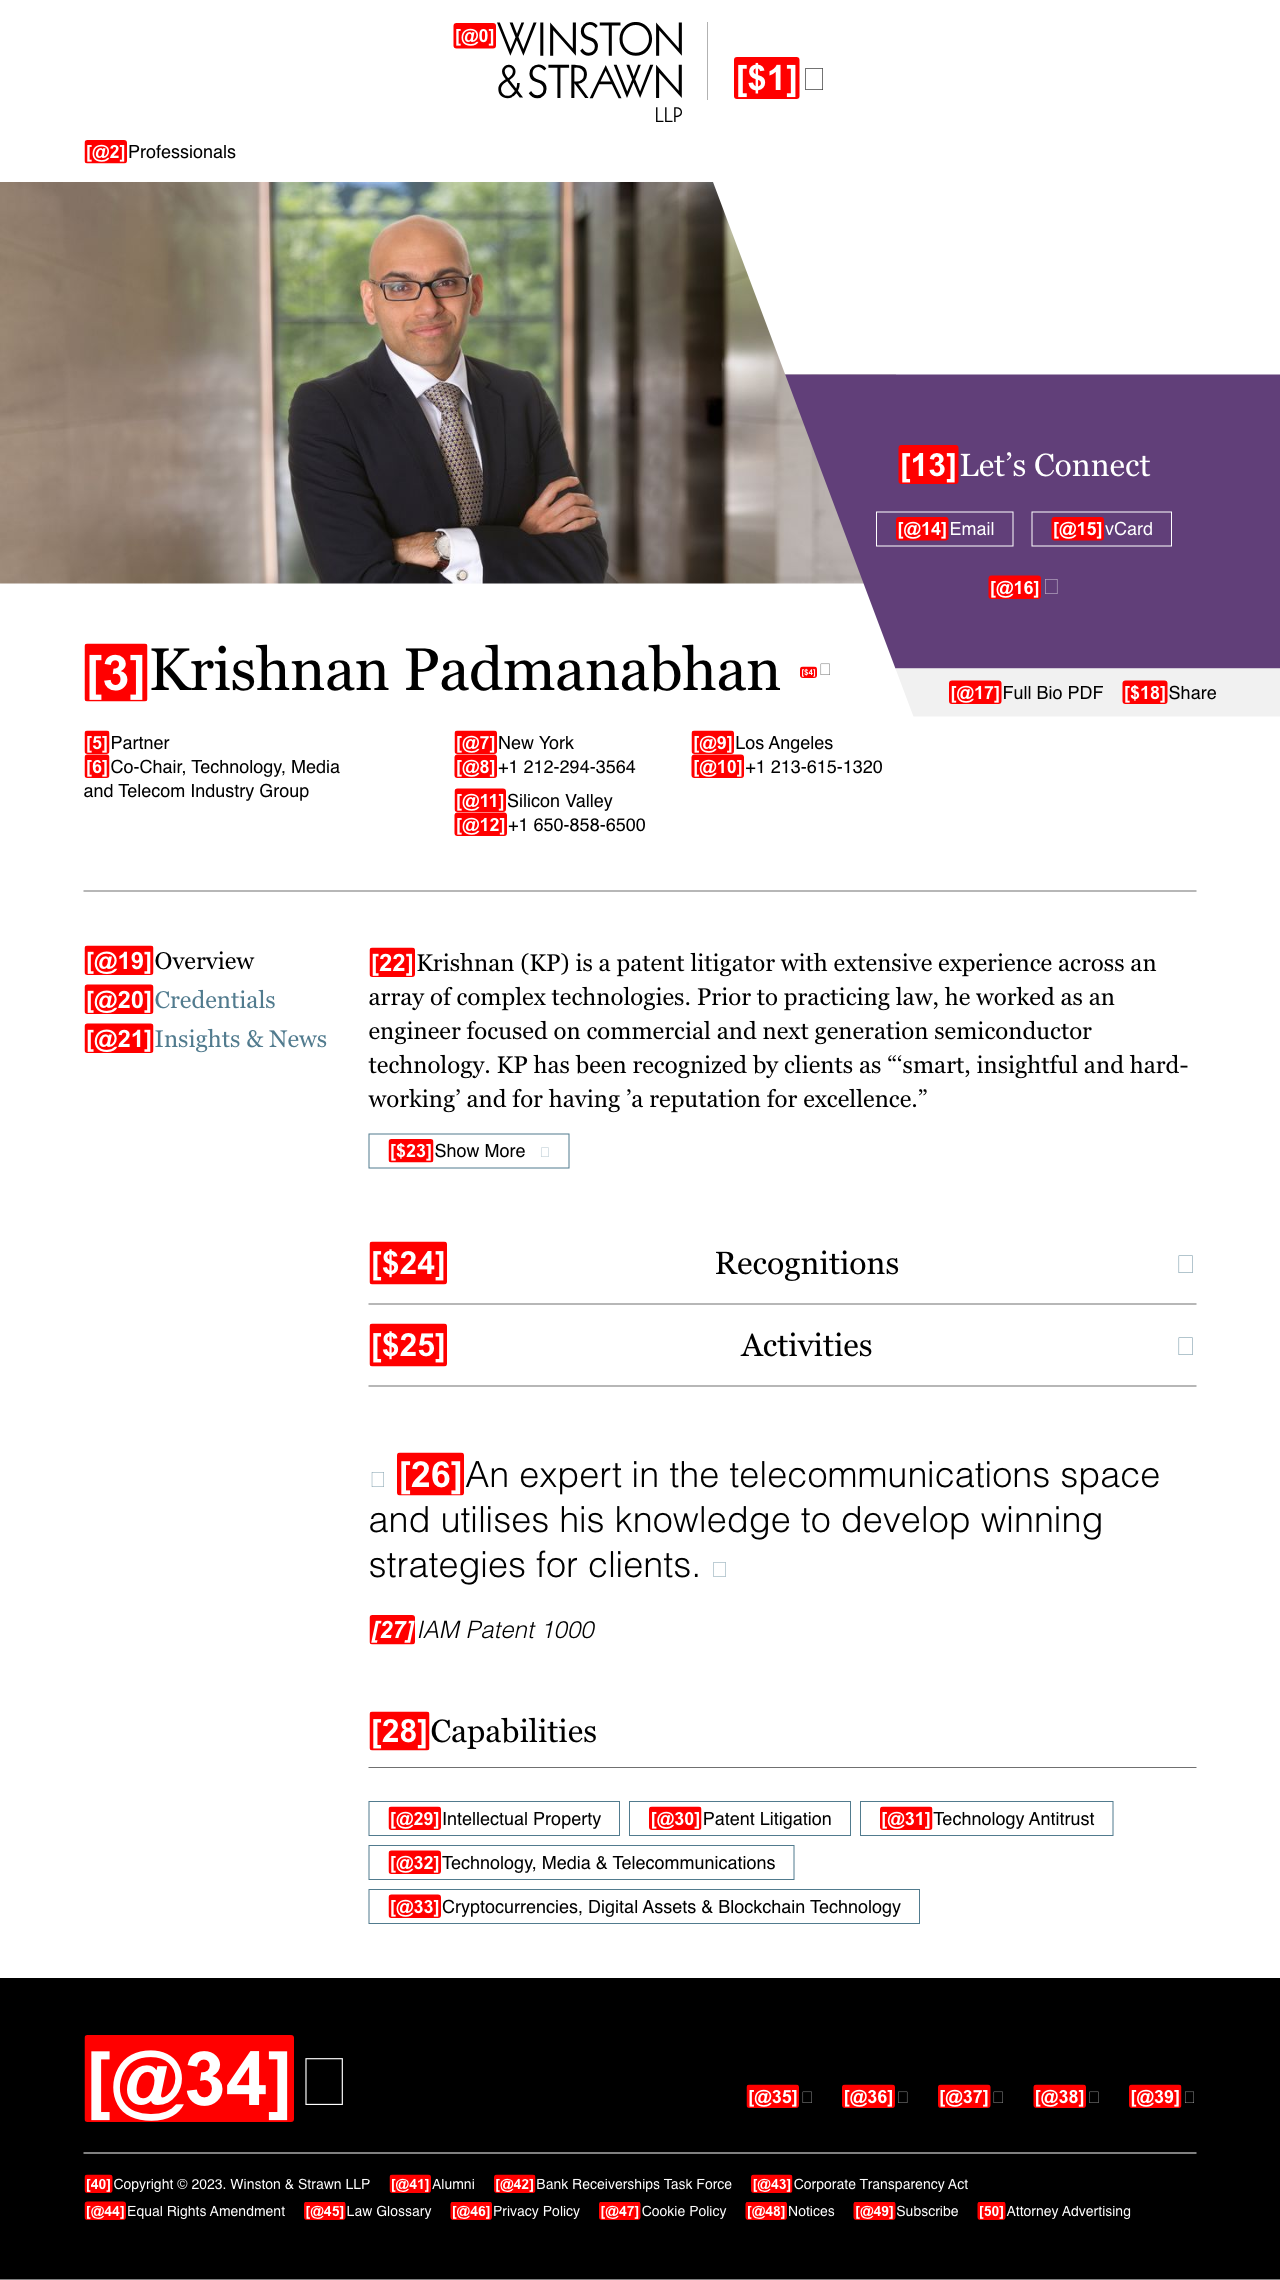 [@0] WINSTON
& STRAWN
LLP
[$1]
[@2] Professionals
[13] Let’s Connect
[@14] Email [@15] vCard
[@16]
[3] Krishnan Padmanabhan [$4]
[@17] Full Bio PDF [$18] Share
[5] Partner
[6] Co-Chair, Technology, Media
and Telecom Industry Group
[@7] New York
[@8] +1 212-294-3564
[@9] Los Angeles
[@10] +1 213-615-1320
[@11] Silicon Valley
[@12] +1 650-858-6500
[@19] Overview
[@20] Credentials
[@21] Insights & News
[22] Krishnan (KP) is a patent litigator with extensive experience across an
array of complex technologies. Prior to practicing law, he worked as an
engineer focused on commercial and next generation semiconductor
technology. KP has been recognized by clients as “‘smart, insightful and hard-
working’ and for having ’a reputation for excellence.”
[$23] Show More
[$24] Recognitions
[$25] Activities
[26] An expert in the telecommunications space
and utilises his knowledge to develop winning
strategies for clients.
[27] IAM Patent 1000
[28] Capabilities
[@29] Intellectual Property [@30] Patent Litigation [@31] Technology Antitrust
[@32] Technology, Media & Telecommunications
[@33] Cryptocurrencies, Digital Assets & Blockchain Technology
[@34]
[@35] [@36] [@37] [@38] [@39]
[40] Copyright © 2023. Winston & Strawn LLP [@41] Alumni [@42] Bank Receiverships Task Force [@43] Corporate Transparency Act
[@44] Equal Rights Amendment [@45] Law Glossary [@46] Privacy Policy [@47] Cookie Policy [@48] Notices [@49] Subscribe [50] Attorney Advertising